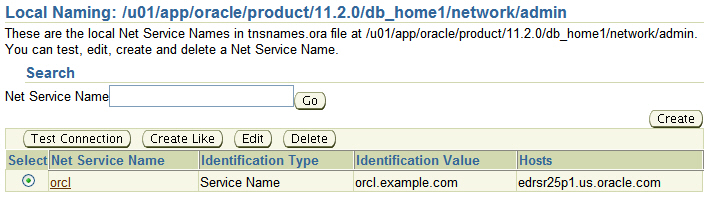 Local Naming: /u01/app/oracle/product/11.2.0/db_home1/network/admin
These are the local Net Service Names in tnsnames.ora file at /u01/app/oracle/product/11.2.0/db_home1/network/admin.
You can test, edit, create and delete a Net Service Name.
Search
Net Service Name Go
Create
Test Connection Create Like Edit Delete
Select Net Service Name Identification Type Identification Value Hosts
orcl Service Name orcl.example.com edrsr25p1.us.oracle.com